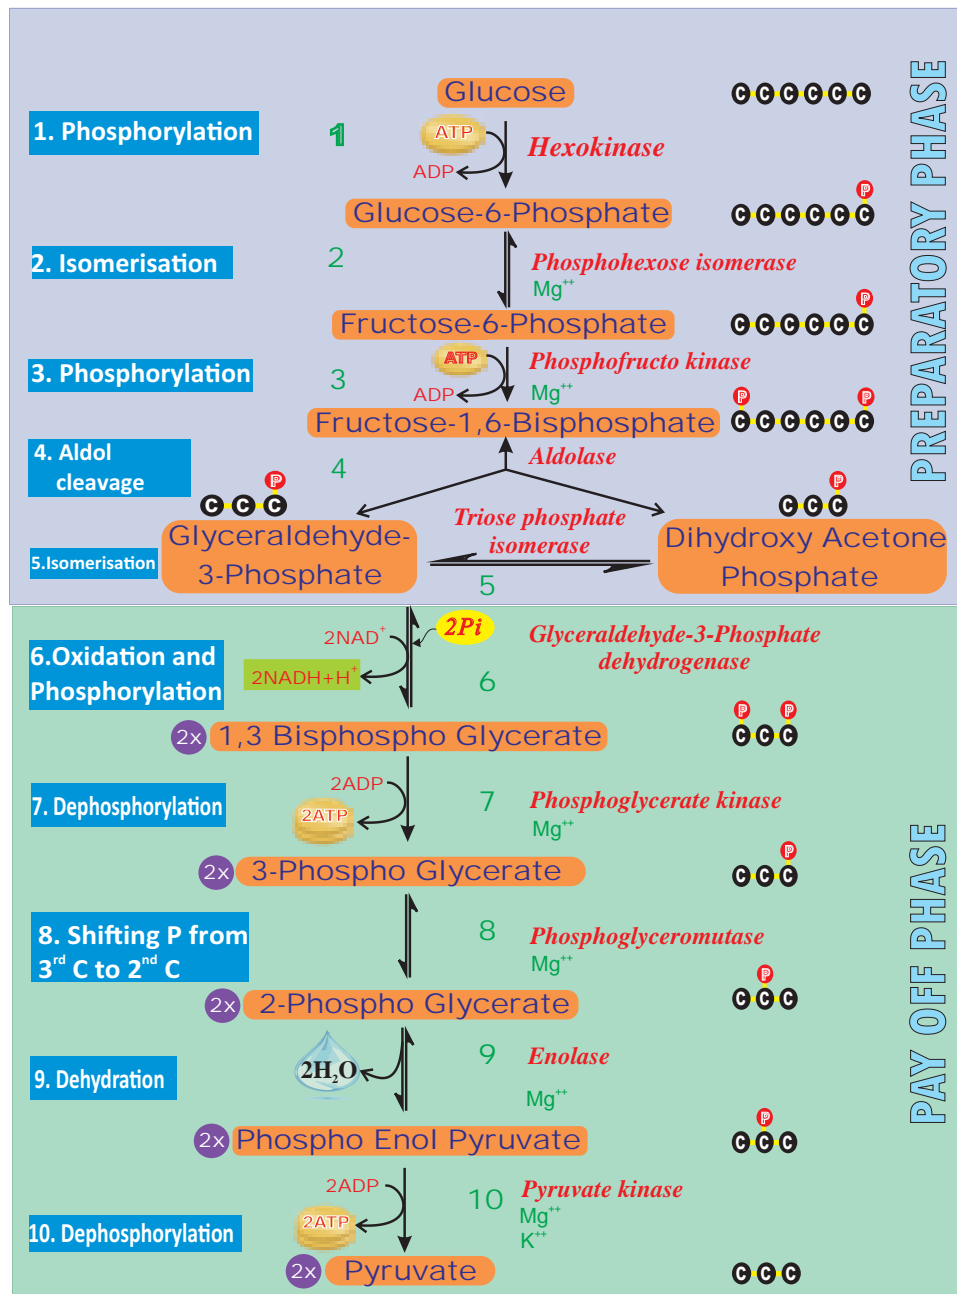 PREPARATORY PHASE
Glucose
C C C C C C
1. Phosphorylation
1
ATP
ADP
Hexokinase
P
Glucose-6-Phosphate
C C C C C C
2. Isomerisation
2
Phosphohexose isomerase
Mg++
P
Fructose-6-Phosphate
C C C C C C
3. Phosphorylation
3
ATP
ADP
Phosphofructo kinase
Mg++
P P
Fructose-1,6-Bisphosphate
C C C C C C
4. Aldol
cleavage
4
Aldolase
P
C C C
P
C C C
Glyceraldehyde-
3-Phosphate
Triose phosphate
isomerase
Dihydroxy Acetone
Phosphate
5.Isomerisation
5
PAY OFF PHASE
6.Oxidation and
Phosphorylation
2NAD+
2Pi
2NADH+H+
6
Glyceraldehyde-3-Phosphate
dehydrogenase
P P
2x 1,3 Bisphospho Glycerate
C C C
7. Dephosphorylation
2ADP
2ATP
7
Phosphoglycerate kinase
Mg++
P
2x 3-Phospho Glycerate
C C C
8. Shifting P from
3rd C to 2nd C
8
Phosphoglyceromutase
Mg++
P
2x 2-Phospho Glycerate
C C C
9. Dehydration
2H2O
9
Enolase
Mg++
P
2x Phospho Enol Pyruvate
C C C
10. Dephosphorylation
2ADP
2ATP
10
Pyruvate kinase
Mg++
K++
2x Pyruvate
C C C